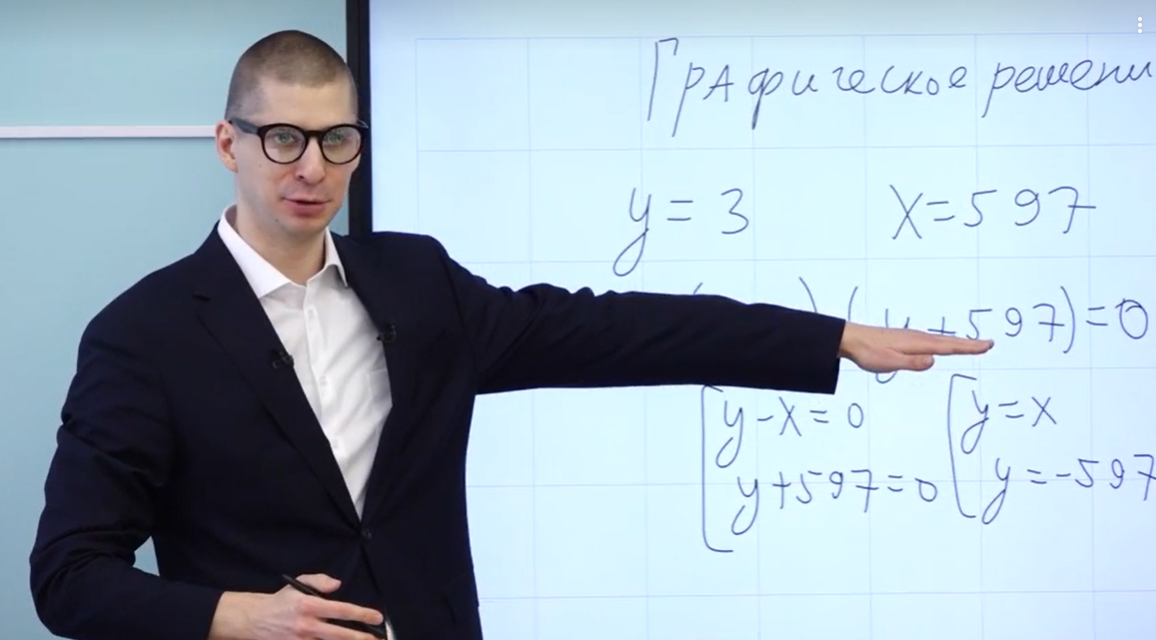 Графическое решени
y = 3 x = 597
) (y + 597) = 0
[ y - x = 0 [ y = x
y + 597 = 0 y = -597